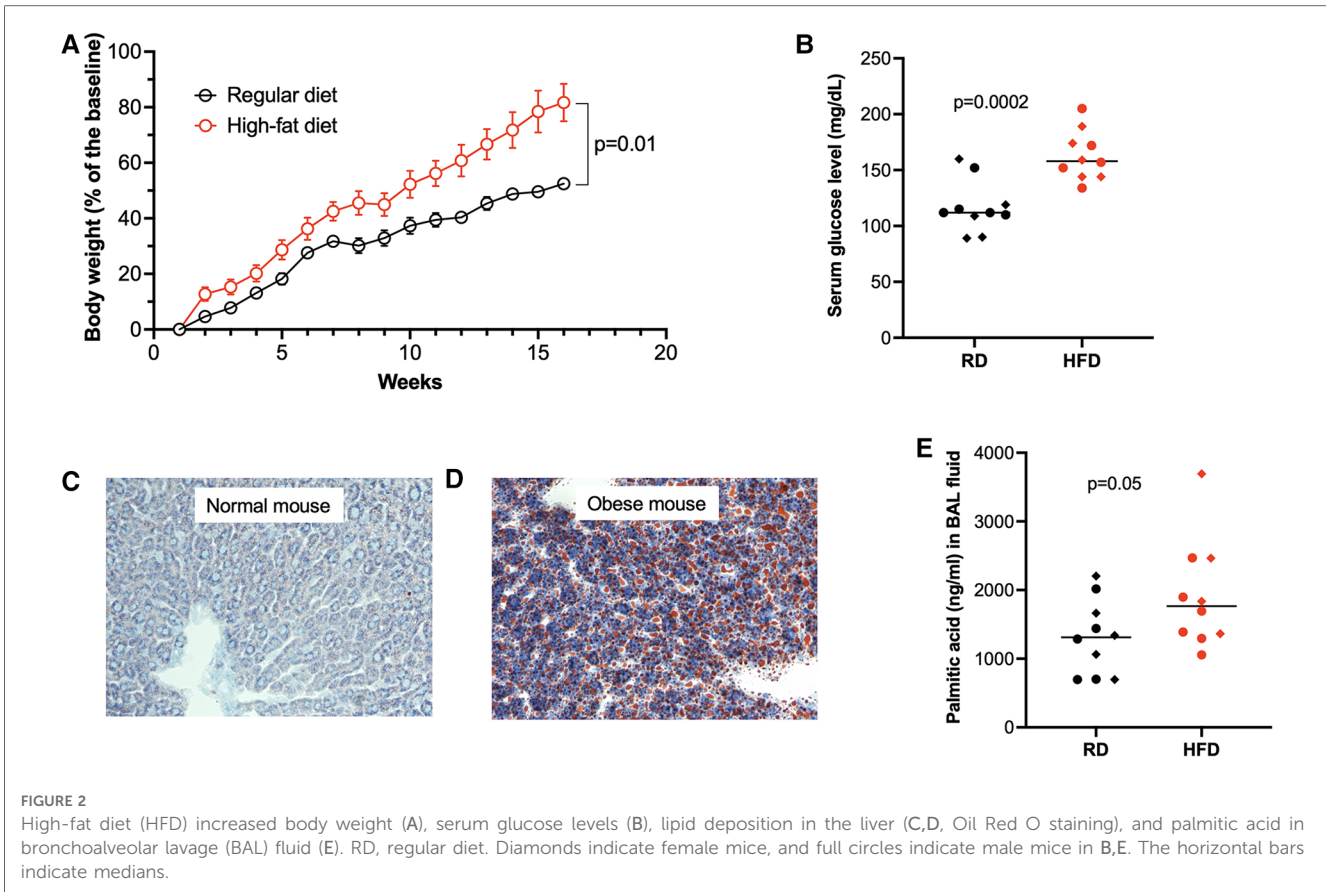 A
Body weight (% of the baseline)
100
80
60
40
20
0
Regular diet
High-fat diet
p=0.01
0 5 10 15 20
Weeks
B
Serum glucose level (mg/dL)
250
200
150
100
50
0
p=0.0002
RD HFD
C
Normal mouse
D
Obese mouse
E
Palmitic acid (ng/ml) in BAL fluid
4000
3000
2000
1000
0
p=0.05
RD HFD
FIGURE 2
High-fat diet (HFD) increased body weight (A), serum glucose levels (B), lipid deposition in the liver (C,D, Oil Red O staining), and palmitic acid in
bronchoalveolar lavage (BAL) fluid (E). RD, regular diet. Diamonds indicate female mice, and full circles indicate male mice in B,E. The horizontal bars
indicate medians.